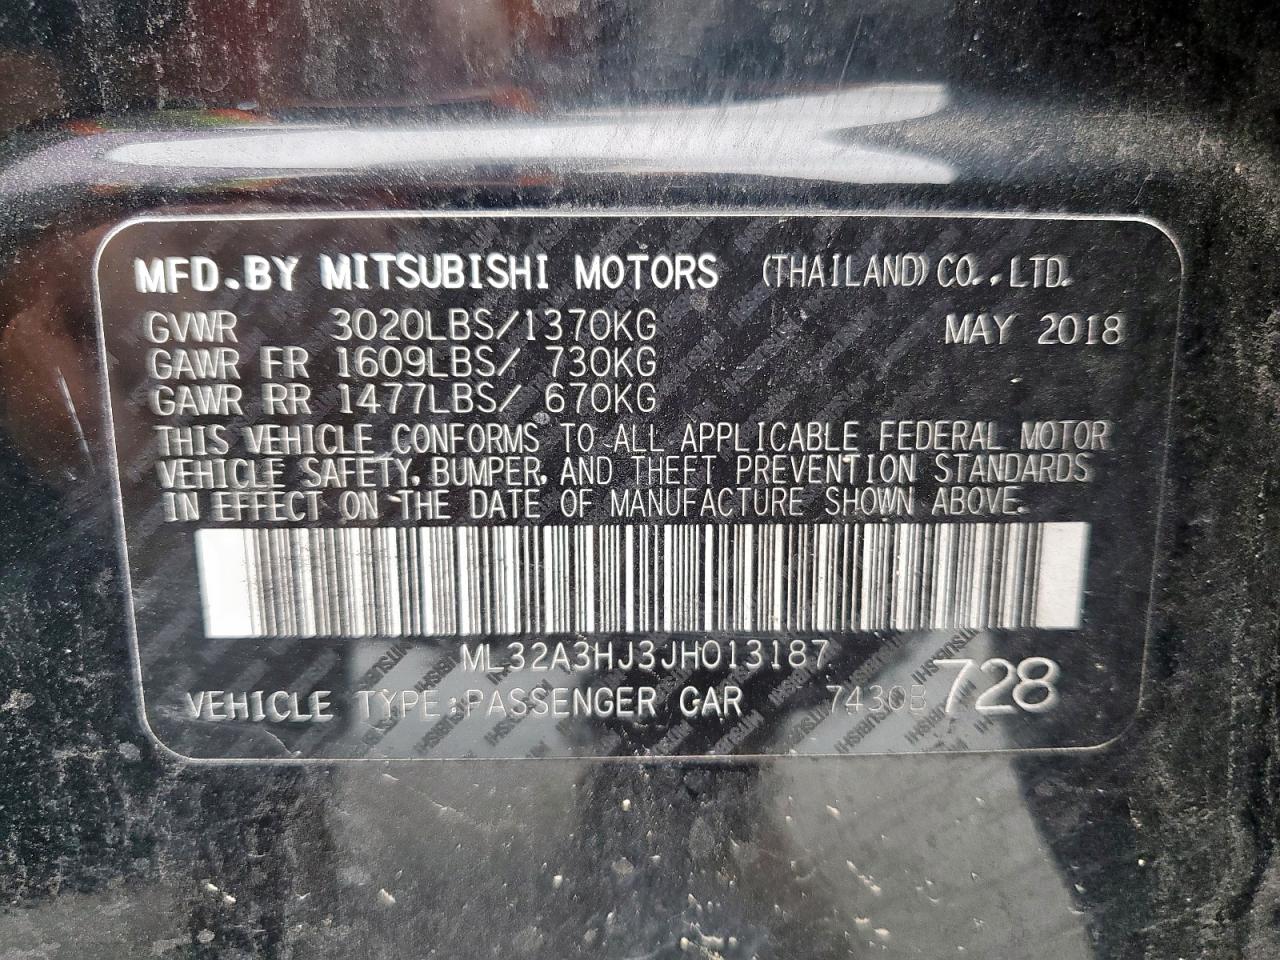 MFD.BY MITSUBISHI MOTORS (THAILAND) CO.,LTD.
GVWR 3020LBS/1370KG MAY 2018
GAWR FR 1609LBS/ 730KG
GAWR RR 1477LBS/ 670KG
THIS VEHICLE CONFORMS TO ALL APPLICABLE FEDERAL MOTOR
VEHICLE SAFETY, BUMPER, AND THEFT PREVENTION STANDARDS
IN EFFECT ON THE DATE OF MANUFACTURE SHOWN ABOVE.
ML32A3HJ3JH013187
VEHICLE TYPE:PASSENGER CAR 7430B 728